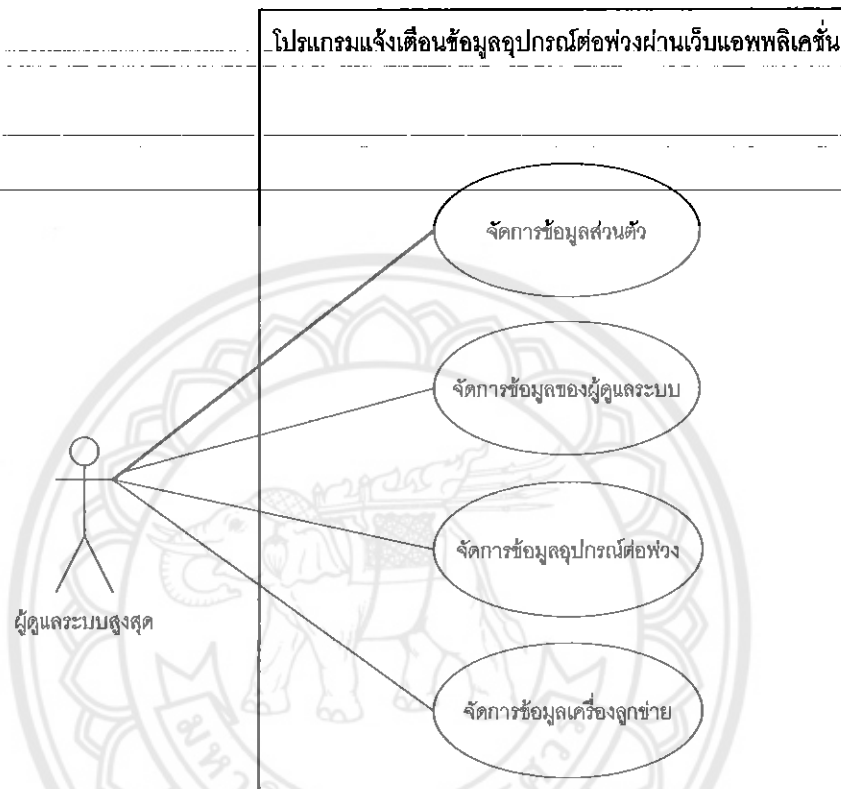 โปรแกรมแจ้งเตือนข้อมูลอุปกรณ์ต่อพ่วงผ่านเว็บแอพพลิเคชั่น
จัดการข้อมูลส่วนตัว
จัดการข้อมูลของผู้ดูแลระบบ
จัดการข้อมูลอุปกรณ์ต่อพ่วง
ผู้ดูแลระบบสูงสุด
จัดการข้อมูลเครื่องลูกข่าย